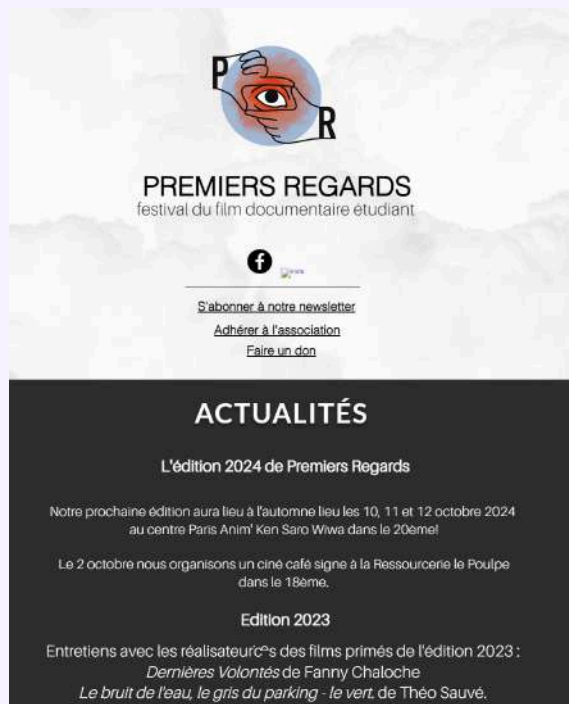 P
R
PREMIERS REGARDS
festival du film documentaire étudiant
S'abonner à notre newsletter
Adhérer à l'association
Faire un don
ACTUALITÉS
L'édition 2024 de Premiers Regards
Notre prochaine édition aura lieu à l'automne lieu les 10, 11 et 12 octobre 2024
au centre Paris Anim' Ken Saro Wiwa dans le 20ème!
Le 2 octobre nous organisons un ciné café signe à la Ressourcerie le Poulpe
dans le 18ème.
Edition 2023
Entretiens avec les des films primés de l'édition 2023 :
Dernières Volontés de Fanny Chaloche
Le bruit de l'eau, le gris du parking - le vert. de Théo Sauvé.